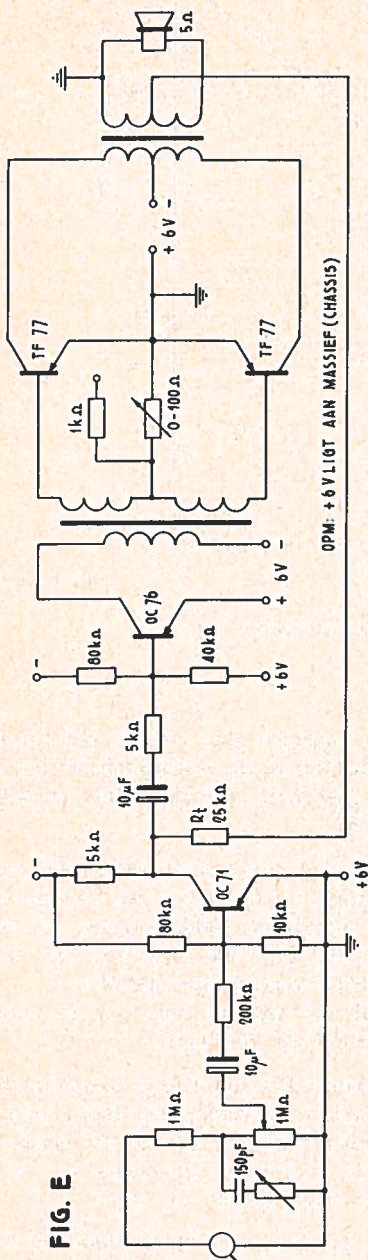 FIG. E
1MΩ
150pF
1MΩ
10µF
200kΩ
80kΩ
10kΩ
-
5kΩ
OC 71
+6V
Rt
25kΩ
10µF
5kΩ
-
80kΩ
40kΩ
+6V
OC 76
-
6V
+
1kΩ
0-100Ω
TF 77
TF 77
+ 6V -
5Ω
OPM: +6V LIGT AAN MASSIEF (CHASSIS)